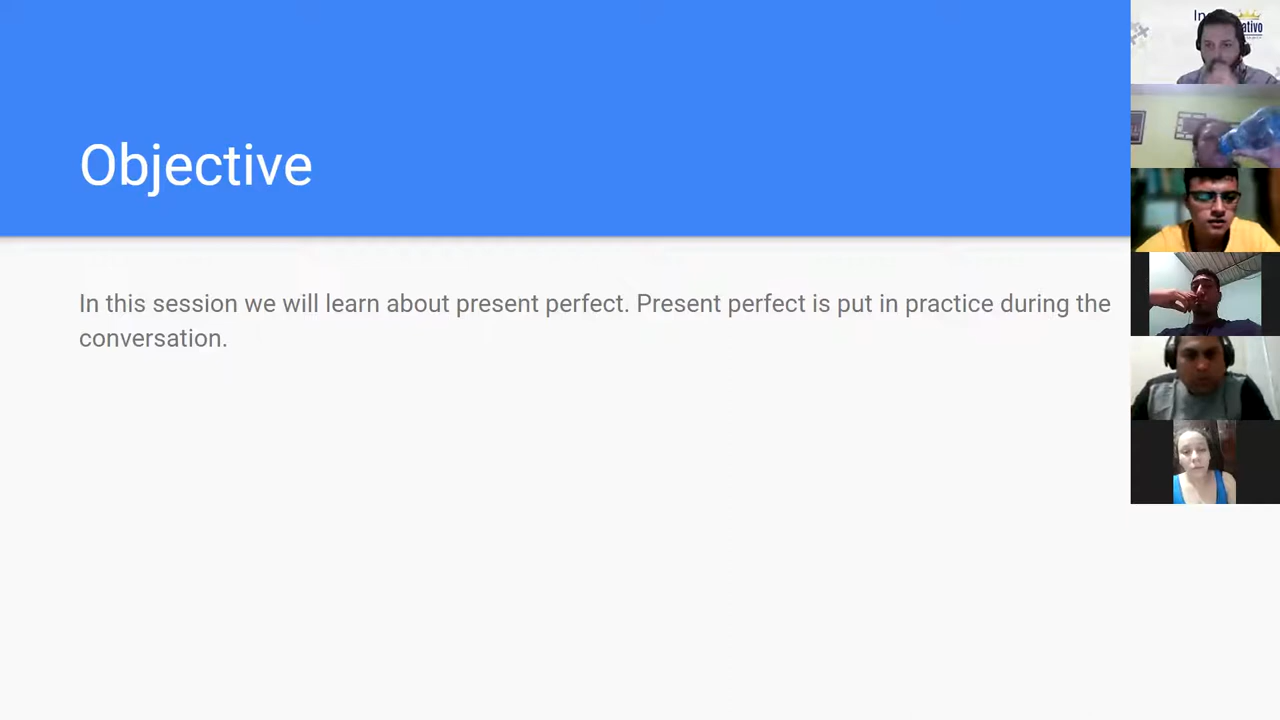 Objective
In this session we will learn about present perfect. Present perfect is put in practice during the
conversation.